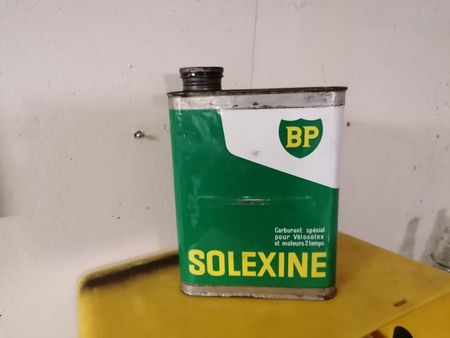 BP
Carburant spécial
pour Vélosolex
et moteurs 2 temps
SOLEXINE